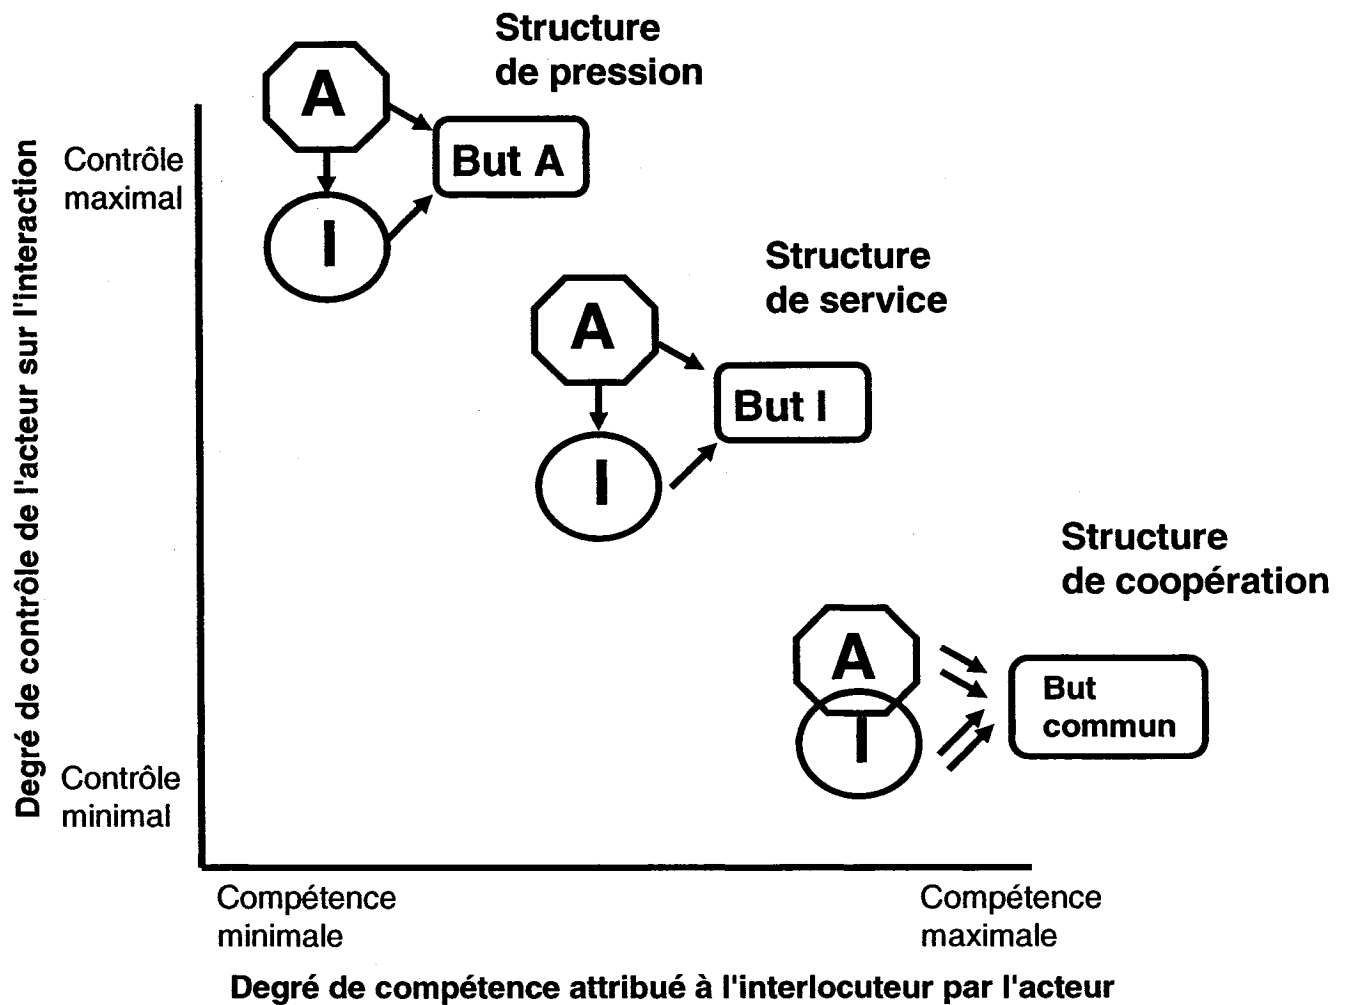 Structure
de pression
A
But A
I
Contrôle
maximal
Degré de contrôle de l'acteur sur l'interaction
Structure
de service
A
But I
I
Structure
de coopération
A
I
But
commun
Contrôle
minimal
Compétence
minimale
Compétence
maximale
Degré de compétence attribué à l'interlocuteur par l'acteur